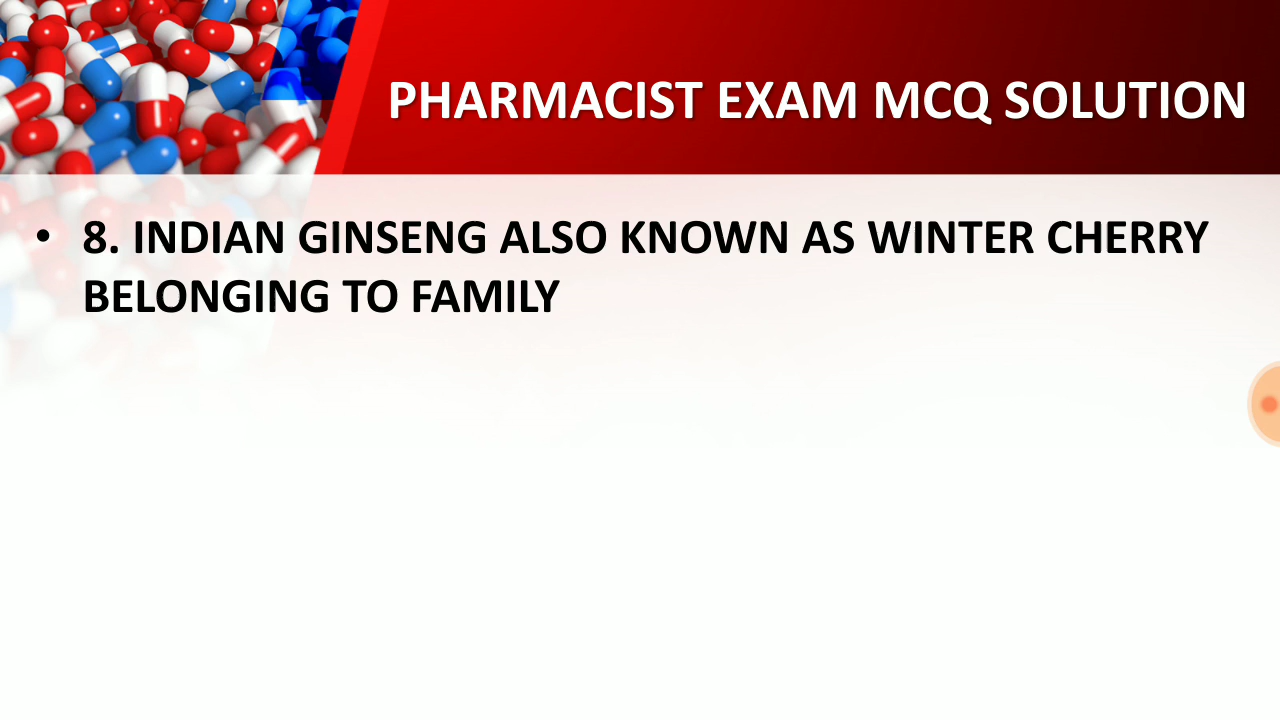 PHARMACIST EXAM MCQ SOLUTION
• 8. INDIAN GINSENG ALSO KNOWN AS WINTER CHERRY
BELONGING TO FAMILY